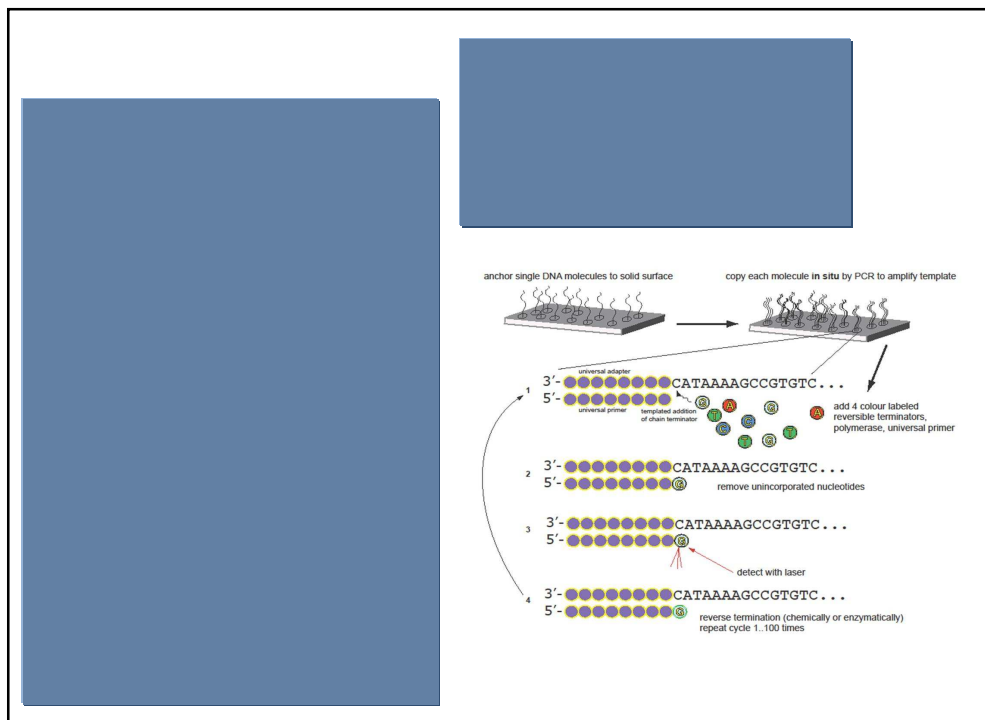 anchor single DNA molecules to solid surface
copy each molecule in situ by PCR to amplify template
universal adapter
1 3′- CATAAAAGCCGTGTC...
5′-
universal primer
templated addition
of chain terminator
G A G
T C
C T G T
A
add 4 colour labeled
reversible terminators,
polymerase, universal primer
2 3′- CATAAAAGCCGTGTC...
5′- G
remove unincorporated nucleotides
3 3′- CATAAAAGCCGTGTC...
5′- G
detect with laser
4 3′- CATAAAAGCCGTGTC...
5′- G
reverse termination (chemically or enzymatically)
repeat cycle 1..100 times